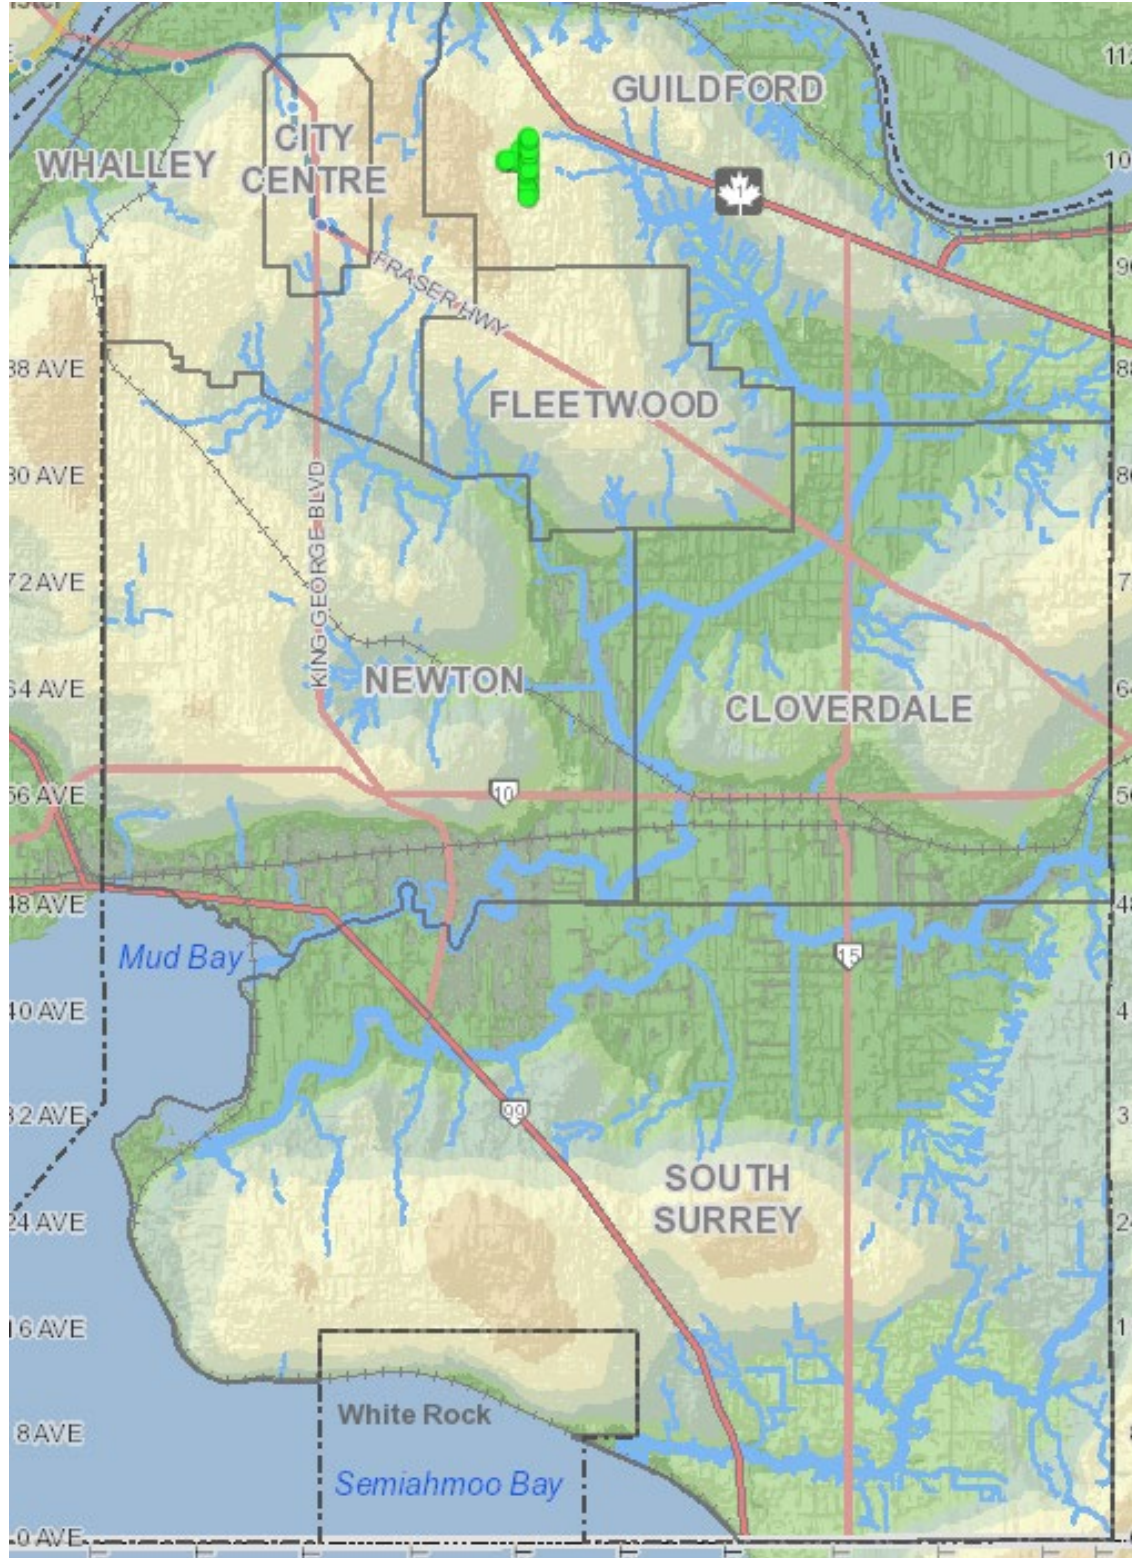 GUILDFORD
CITY
CENTRE
WHALLEY
10
FRASER HWY
88 AVE
FLEETWOOD
80 AVE
KING GEORGE BLVD
72 AVE
64 AVE
NEWTON
CLOVERDALE
56 AVE
10
48 AVE
Mud Bay
15
40 AVE
32 AVE
99
SOUTH
SURREY
24 AVE
16 AVE
White Rock
8 AVE
Semiahmoo Bay
0 AVE